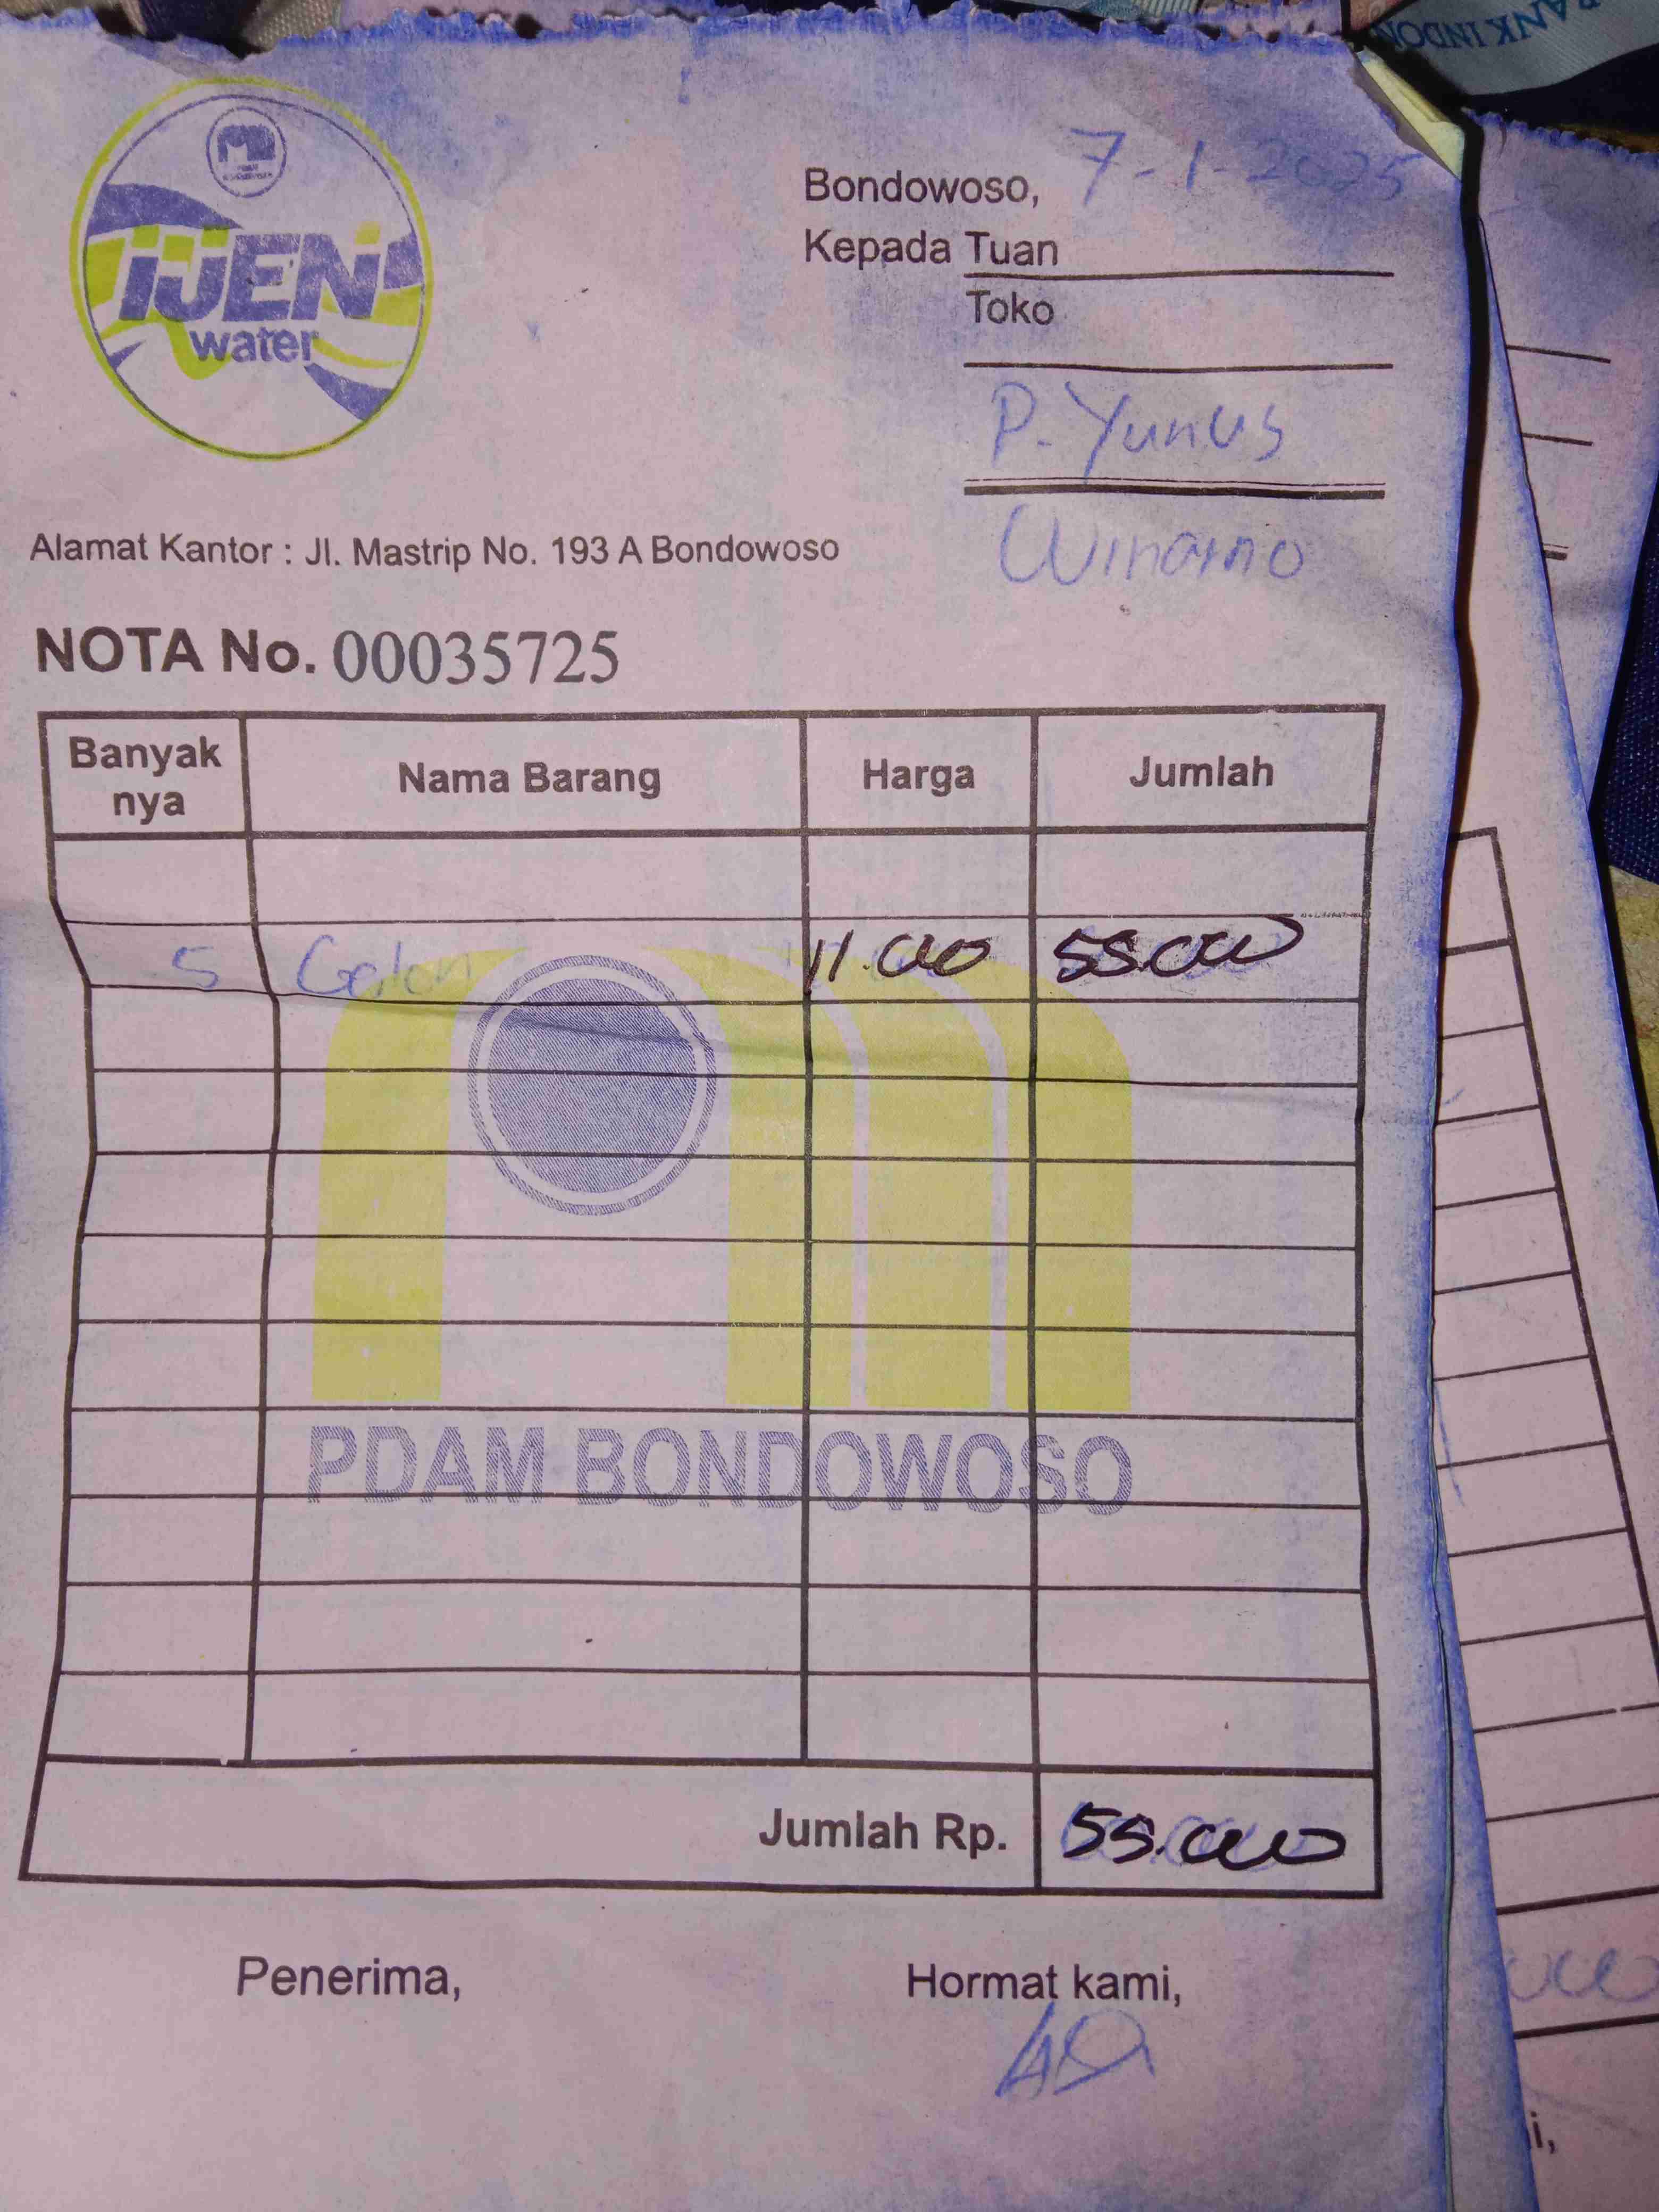 BANK INDON
iJEN
water
Bondowoso, 7-1-2025
Kepada Tuan
Toko
P. Yunus
Winarno
Alamat Kantor : Jl. Mastrip No. 193 A Bondowoso
NOTA No. 00035725
Banyak nya Nama Barang Harga Jumlah
5 Galon 11.000 55.000
PDAM BONDOWOSO
Jumlah Rp. 55.000
Penerima, Hormat kami,